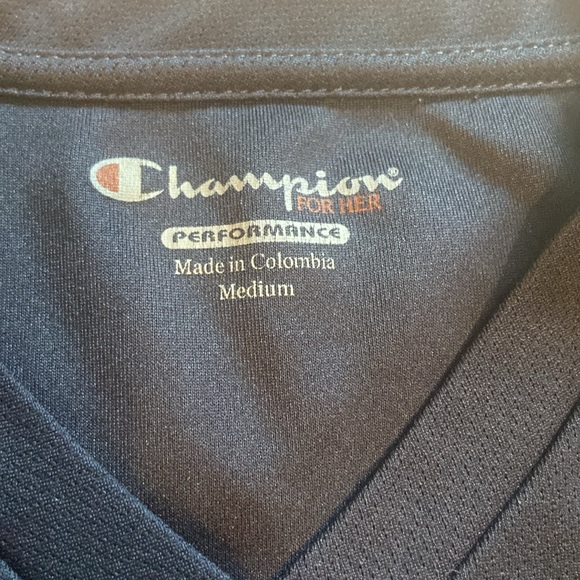 Champion®
FOR HER
PERFORMANCE
Made in Colombia
Medium